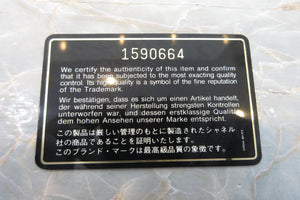 1590664
We certify the authenticity of this item and confirm
that it has been subjected to the most exacting quality
control. Its high quality is a symbol of the fine reputation
of the Trademark.
Wir bestätigen, dass es sich um einen Artikel handelt,
der während seiner Herstellung strengsten Kontrollen
unterworfen war, und dessen erstklassige Qualität
dem hohen Ansehen unserer Marke entspricht.
この製品は厳しい管理のもとに製造されたシャネル
社の商品であることを証明いたします。
このブランド・マークは最高級品質の象徴です。